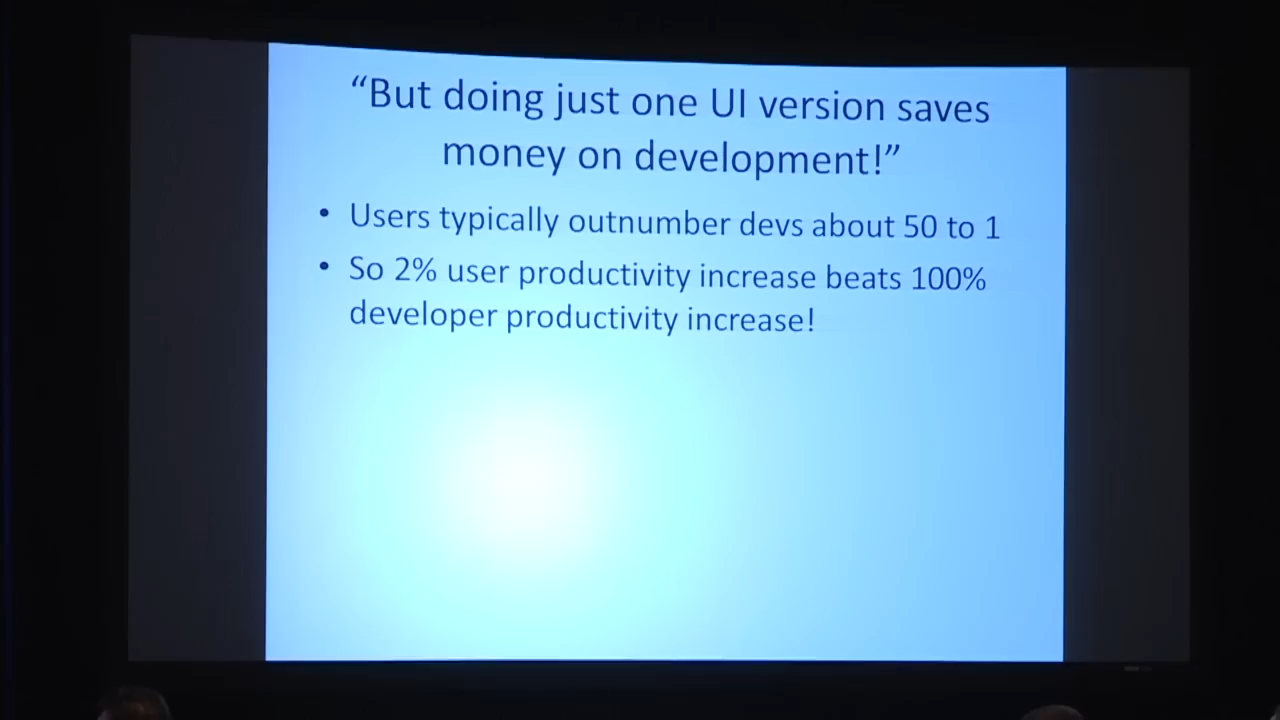 “But doing just one UI version saves
money on development!”
• Users typically outnumber devs about 50 to 1
• So 2% user productivity increase beats 100%
developer productivity increase!